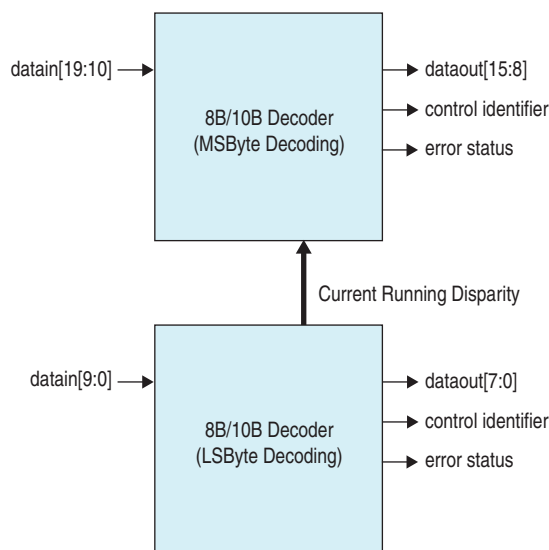 datain[19:10]
8B/10B Decoder
(MSByte Decoding)
dataout[15:8]
control identifier
error status
Current Running Disparity
datain[9:0]
8B/10B Decoder
(LSByte Decoding)
dataout[7:0]
control identifier
error status